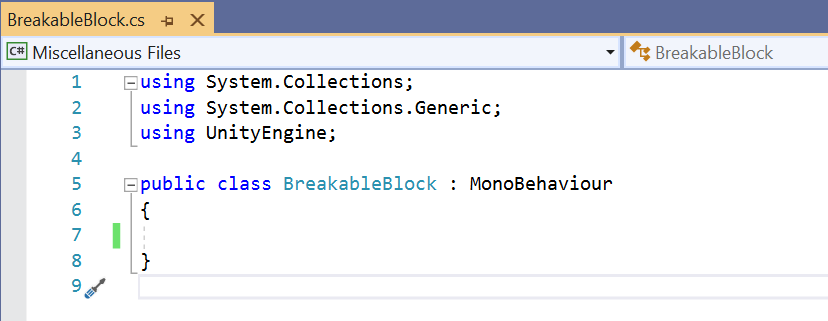 BreakableBlock.cs
C# Miscellaneous Files BreakableBlock
1 using System.Collections;
2 using System.Collections.Generic;
3 using UnityEngine;
4
5 public class BreakableBlock : MonoBehaviour
6 {
7
8 }
9